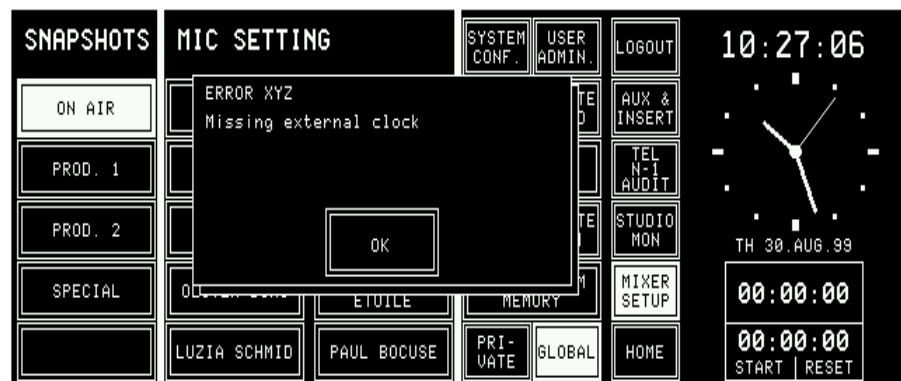 SNAPSHOTS
ON AIR
PROD. 1
PROD. 2
SPECIAL
MIC SETTING
ERROR XYZ
Missing external clock
OK
ETOILE
LUZIA SCHMID
PAUL BOCUSE
SYSTEM
CONF.
USER
ADMIN.
LOGOUT
AUX &
INSERT
TEL
N-1
AUDIT
STUDIO
MON
MEMORY
MIXER
SETUP
PRI-
VATE
GLOBAL
HOME
10:27:06
TH 30.AUG.99
00:00:00
00:00:00
START RESET